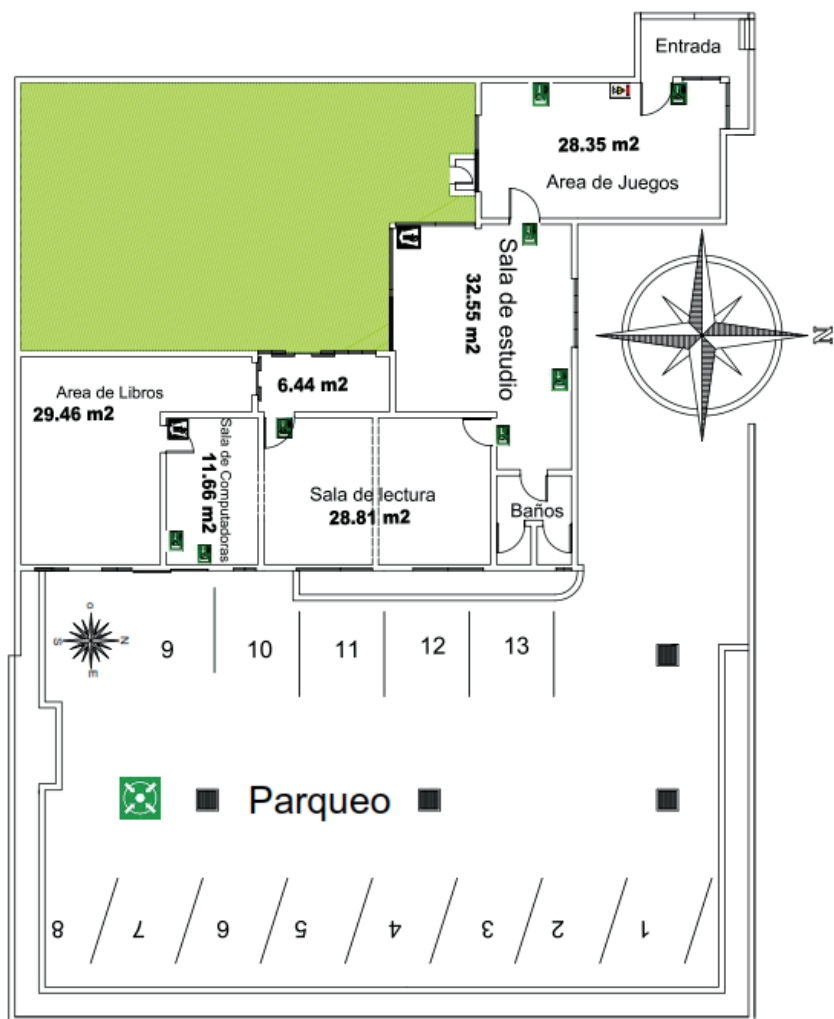 Entrada
28.35 m2
Area de Juegos
Sala de estudio
32.55 m2
N
6.44 m2
Area de Libros
29.46 m2
Sala de Computadoras
11.66 m2
Sala de lectura
28.81 m2
Baños
O
S
N
E
9
10
11
12
13
Parqueo
8
7
6
5
4
3
2
1